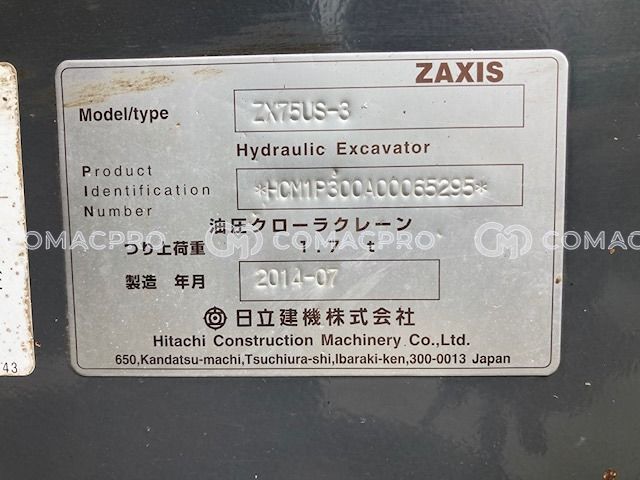 ZAXIS
Model/type ZX75US-3
Hydraulic Excavator
Product
Identification *HCM1P300A00065295*
Number
油圧クローラクレーン
つり上荷重 1.7 t
製造 年月 2014-07
日立建機株式会社
Hitachi Construction Machinery Co.,Ltd.
650,Kandatsu-machi,Tsuchiura-shi,Ibaraki-ken,300-0013 Japan
43
COMACPRO
COMACPRO
COMACPRO